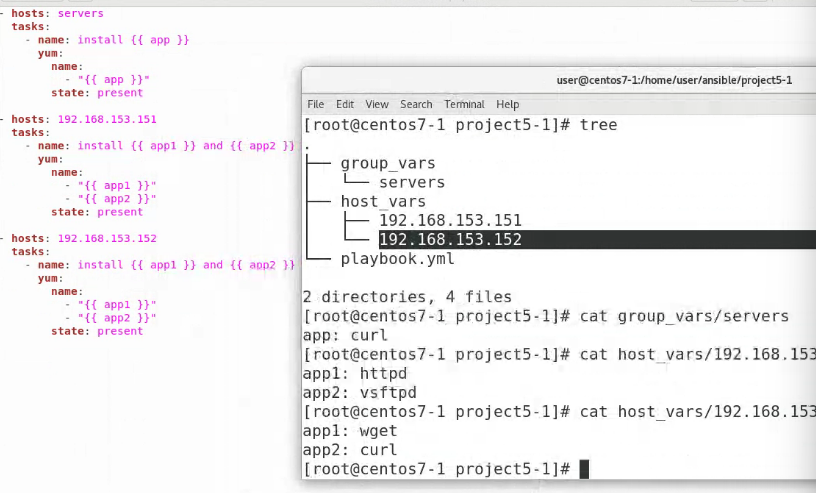 - hosts: servers
tasks:
- name: install {{ app }}
yum:
name:
- "{{ app }}"
state: present
- hosts: 192.168.153.151
tasks:
- name: install {{ app1 }} and {{ app2 }}
yum:
name:
- "{{ app1 }}"
- "{{ app2 }}"
state: present
- hosts: 192.168.153.152
tasks:
- name: install {{ app1 }} and {{ app2 }}
yum:
name:
- "{{ app1 }}"
- "{{ app2 }}"
state: present
user@centos7-1:/home/user/ansible/project5-1
File Edit View Search Terminal Help
[root@centos7-1 project5-1]# tree
.
├── group_vars
│   └── servers
├── host_vars
│   ├── 192.168.153.151
│   └── 192.168.153.152
└── playbook.yml
2 directories, 4 files
[root@centos7-1 project5-1]# cat group_vars/servers
app: curl
[root@centos7-1 project5-1]# cat host_vars/192.168.153
app1: httpd
app2: vsftpd
[root@centos7-1 project5-1]# cat host_vars/192.168.153
app1: wget
app2: curl
[root@centos7-1 project5-1]#